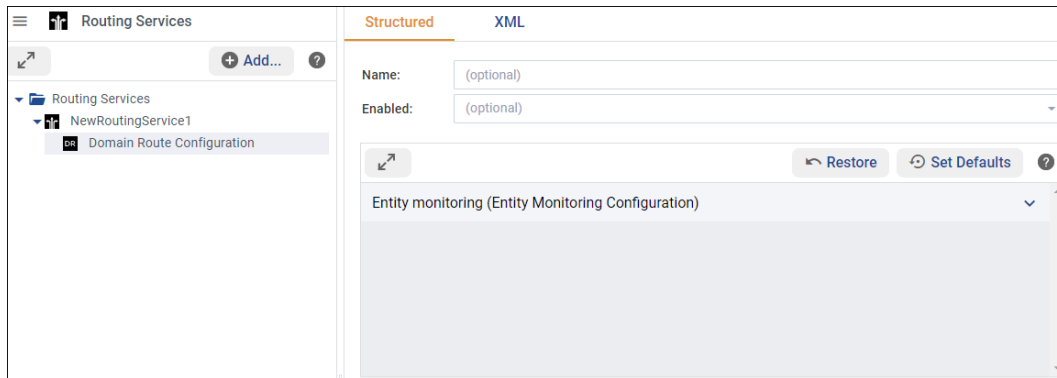 Routing Services
Add... ?
Routing Services
NewRoutingService1
DR Domain Route Configuration
Structured XML
Name: (optional)
Enabled: (optional)
Restore Set Defaults ?
Entity monitoring (Entity Monitoring Configuration)